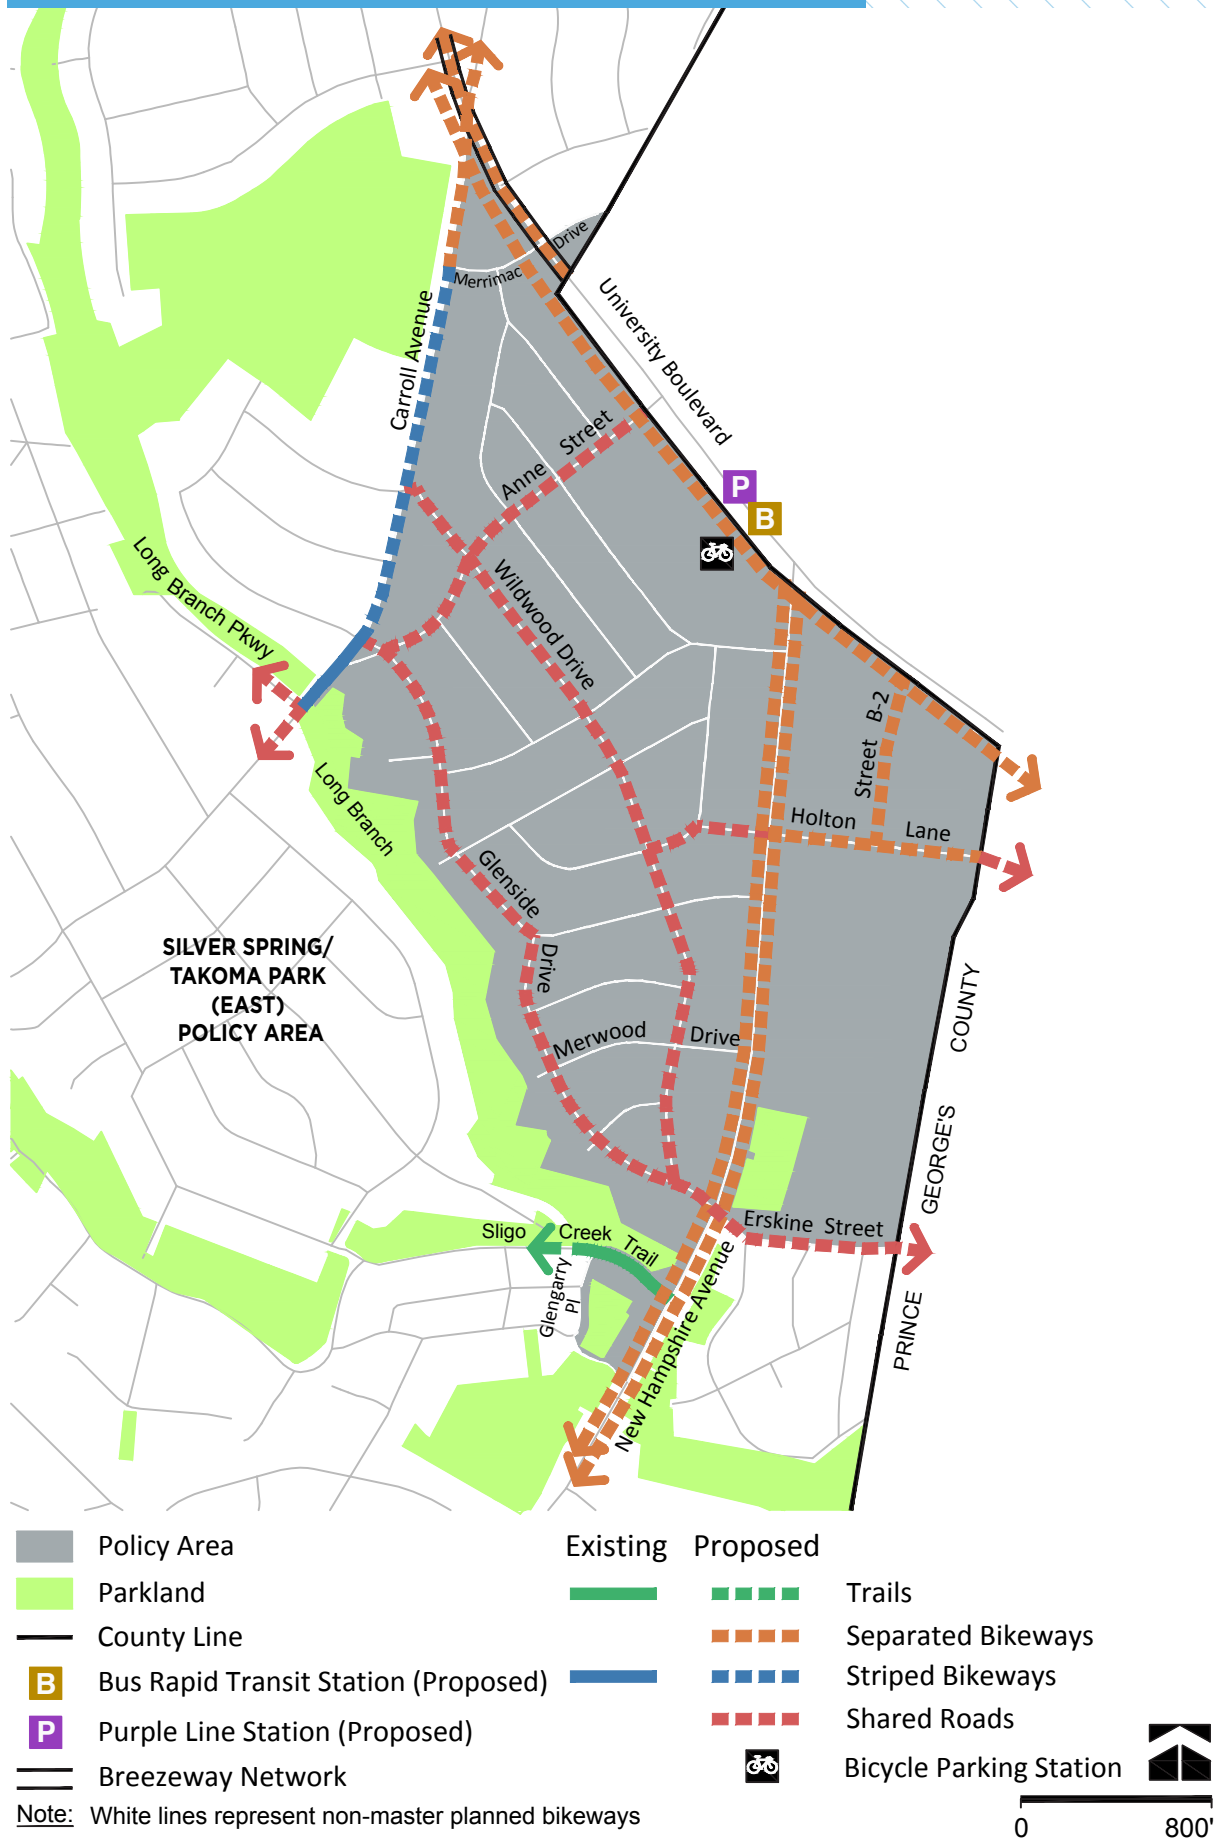 Merrimac
Drive
University Boulevard
Carroll Avenue
Anne Street
P
B
Long Branch Pkwy
Wildwood Drive
Street B-2
Holton Lane
Long Branch
Glenside
Drive
SILVER SPRING/
TAKOMA PARK
(EAST)
POLICY AREA
Merwood Drive
PRINCE GEORGE'S COUNTY
Erskine Street
Sligo Creek Trail
Glengarry
Pl
New Hampshire Avenue
Policy Area
Parkland
County Line
B Bus Rapid Transit Station (Proposed)
P Purple Line Station (Proposed)
Breezeway Network
Note: White lines represent non-master planned bikeways
Existing Proposed
Trails
Separated Bikeways
Striped Bikeways
Shared Roads
Bicycle Parking Station
0 800'